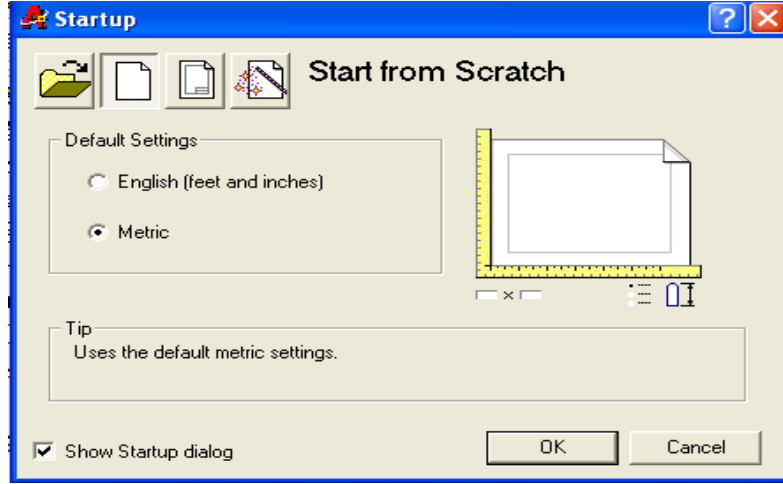 Startup
Start from Scratch
Default Settings
English (feet and inches)
Metric
Tip
Uses the default metric settings.
Show Startup dialog
OK
Cancel